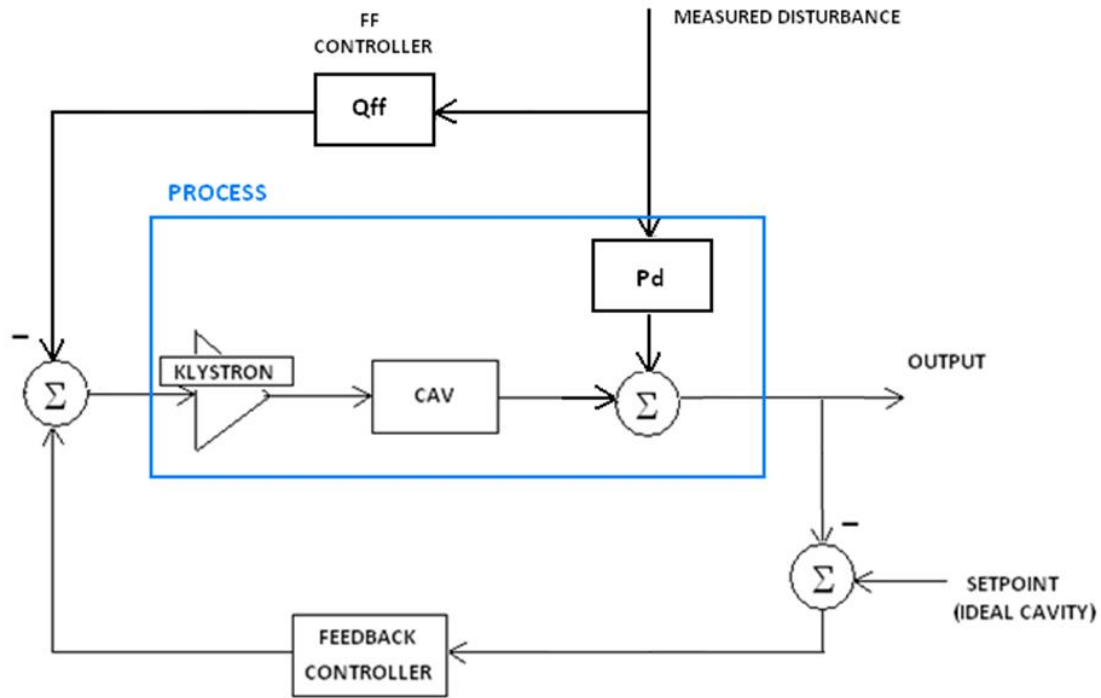 FF
CONTROLLER
MEASURED DISTURBANCE
Qff
PROCESS
Pd
−
KLYSTRON
CAV
Σ
Σ
OUTPUT
−
Σ
SETPOINT
(IDEAL CAVITY)
FEEDBACK
CONTROLLER